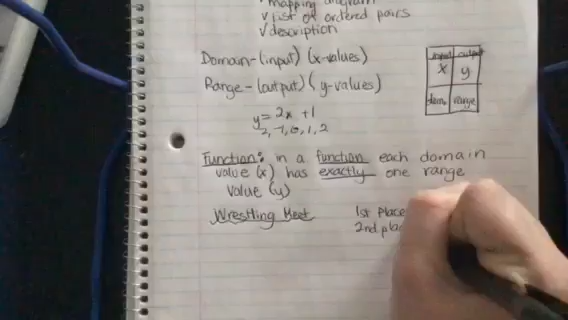 mapping diagram
√ list of ordered pairs
√ description
Domain-(input) (x-values)
Range-(output) (y-values)
input output
x y
dom. range
y=2x+1
-2,-1,0,1,2
Function: in a function each domain
value (x) has exactly one range
value (y)
Wrestling Meet
1st place
2nd pla